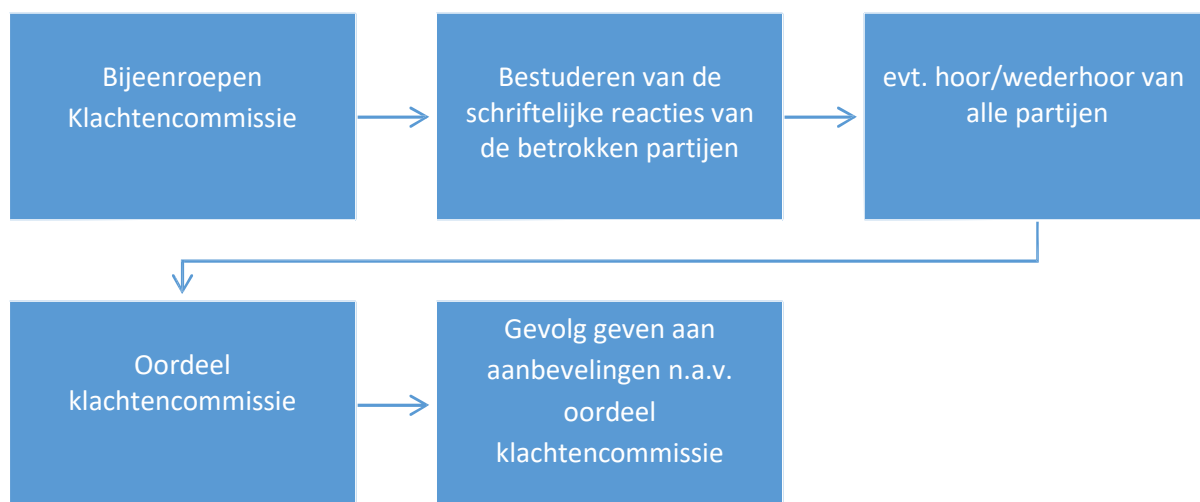 Bijeenroepen
Klachtencommissie
Bestuderen van de
schriftelijke reacties van
de betrokken partijen
evt. hoor/wederhoor van
alle partijen
Oordeel
klachtencommissie
Gevolg geven aan
aanbevelingen n.a.v.
oordeel
klachtencommissie